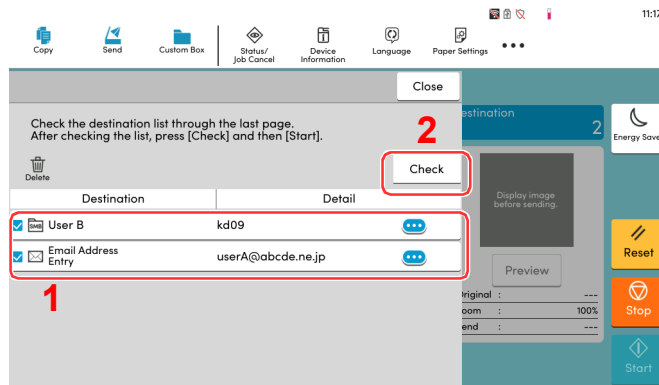 11:17
Copy
Send
Custom Box
Status/
Job Cancel
Device
Information
Language
Paper Settings
Close
Check the destination list through the last page.
After checking the list, press [Check] and then [Start].
2
Delete
Check
Destination
Detail
SMB
User B
kd09
Email Address
Entry
userA@abcde.ne.jp
1
estination
2
Display image
before sending.
Preview
Original : ---
oom : 100%
end : ---
Energy Save
Reset
Stop
Start